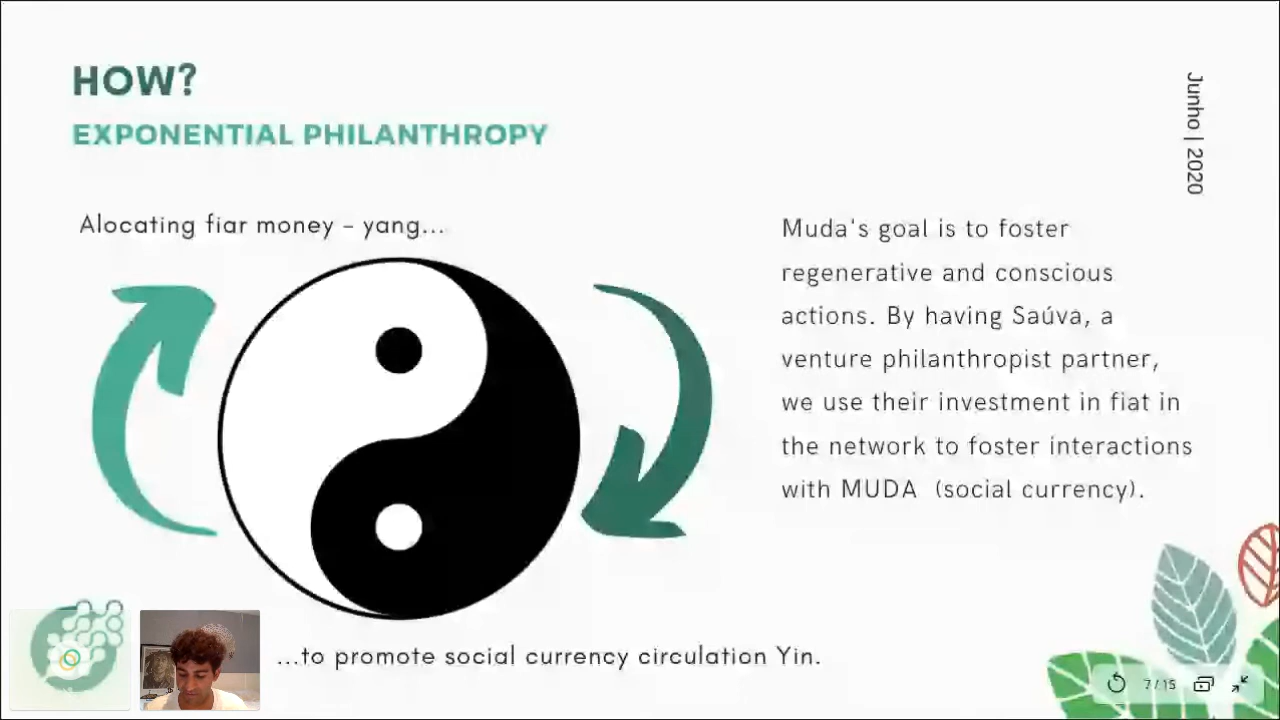 HOW?
EXPONENTIAL PHILANTHROPY
Junho | 2020
Alocating fiar money - yang...
Muda's goal is to foster
regenerative and conscious
actions. By having Saúva, a
venture philanthropist partner,
we use their investment in fiat in
the network to foster interactions
with MUDA (social currency).
...to promote social currency circulation Yin.
7/15